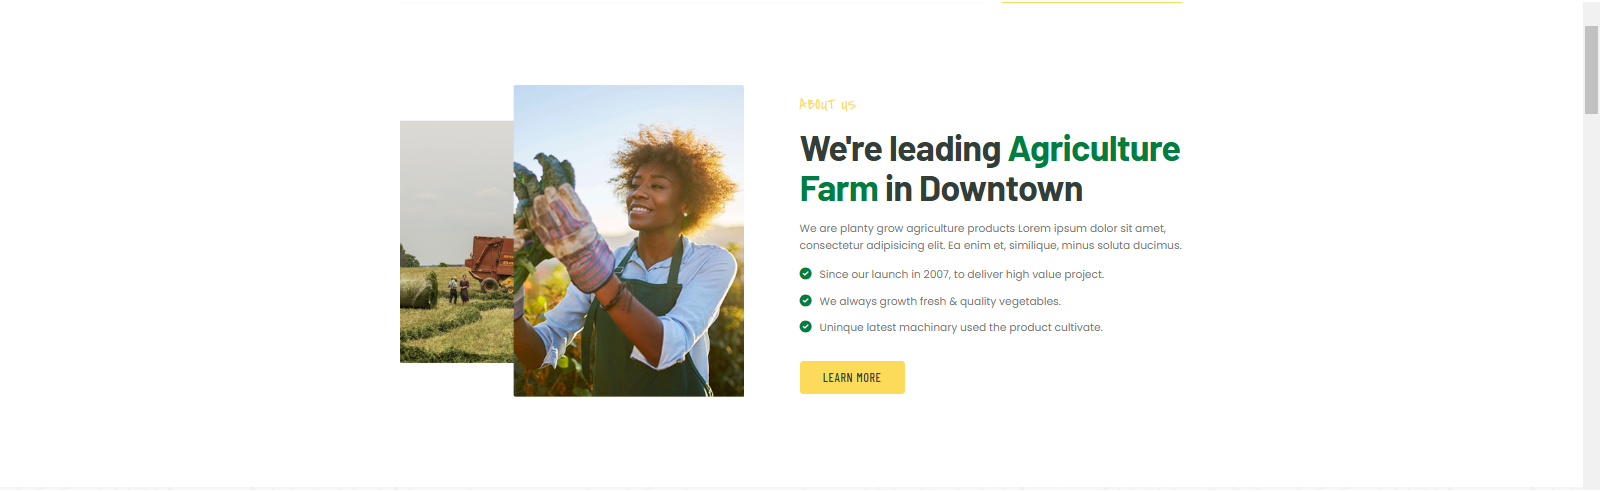 ABOUT US
We're leading Agriculture
Farm in Downtown
We are planty grow agriculture products Lorem ipsum dolor sit amet,
consectetur adipisicing elit. Ea enim et, similique, minus soluta ducimus.
Since our launch in 2007, to deliver high value project.
We always growth fresh & quality vegetables.
Uninque latest machinary used the product cultivate.
LEARN MORE